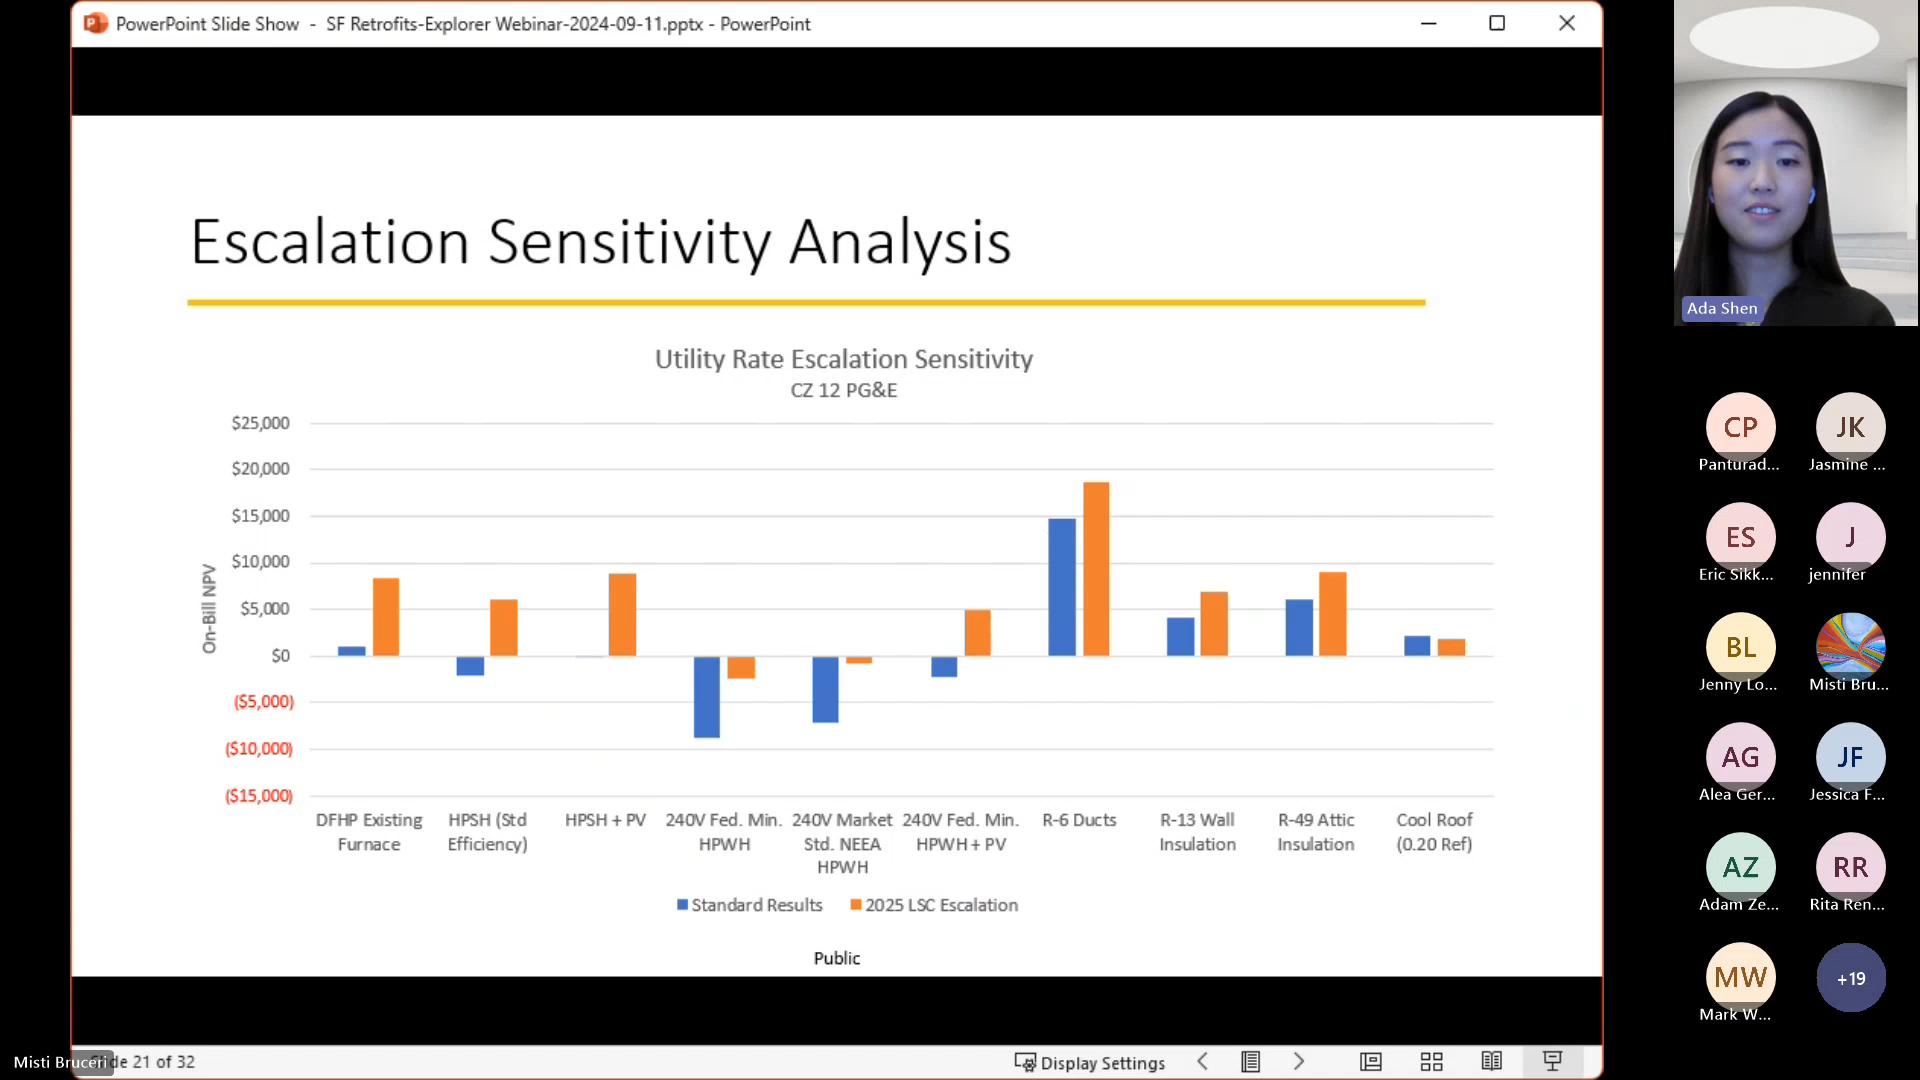 PowerPoint Slide Show - SF Retrofits-Explorer Webinar-2024-09-11.pptx - PowerPoint
Escalation Sensitivity Analysis
Utility Rate Escalation Sensitivity
CZ 12 PG&E
On-Bill NPV
$25,000
$20,000
$15,000
$10,000
$5,000
$0
($5,000)
($10,000)
($15,000)
DFHP Existing
Furnace
HPSH (Std
Efficiency)
HPSH + PV
240V Fed. Min.
HPWH
240V Market
Std. NEEA
HPWH
240V Fed. Min.
HPWH + PV
R-6 Ducts
R-13 Wall
Insulation
R-49 Attic
Insulation
Cool Roof
(0.20 Ref)
Standard Results
2025 LSC Escalation
Public
Misti Bruceri
21 of 32
Display Settings
Ada Shen
CP
Panturad...
JK
Jasmine ...
ES
Eric Sikk...
J
jennifer
BL
Jenny Lo...
Misti Bru...
AG
Alea Ger...
JF
Jessica F...
AZ
Adam Ze...
RR
Rita Ren...
MW
Mark W...
+19